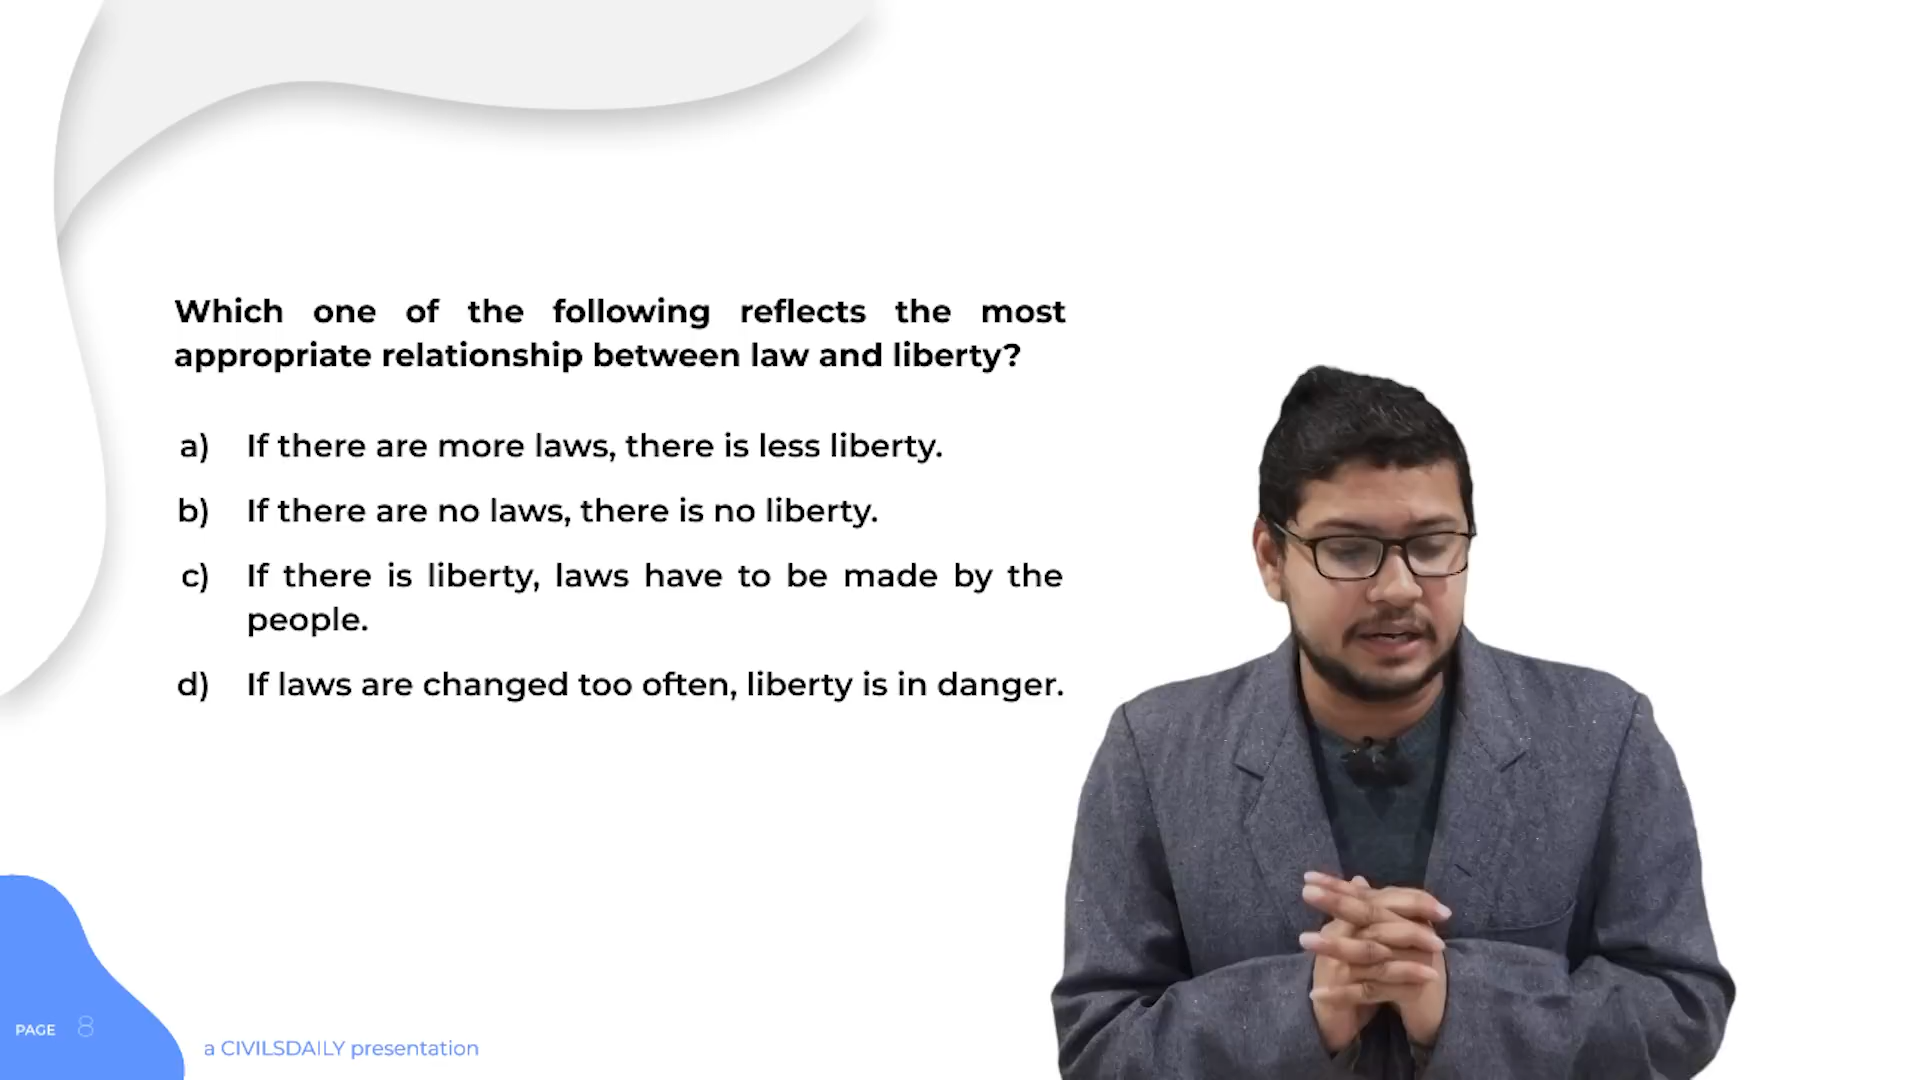 Which one of the following reflects the most
appropriate relationship between law and liberty?
a) If there are more laws, there is less liberty.
b) If there are no laws, there is no liberty.
c) If there is liberty, laws have to be made by the
people.
d) If laws are changed too often, liberty is in danger.
PAGE 8
a CIVILSDAILY presentation